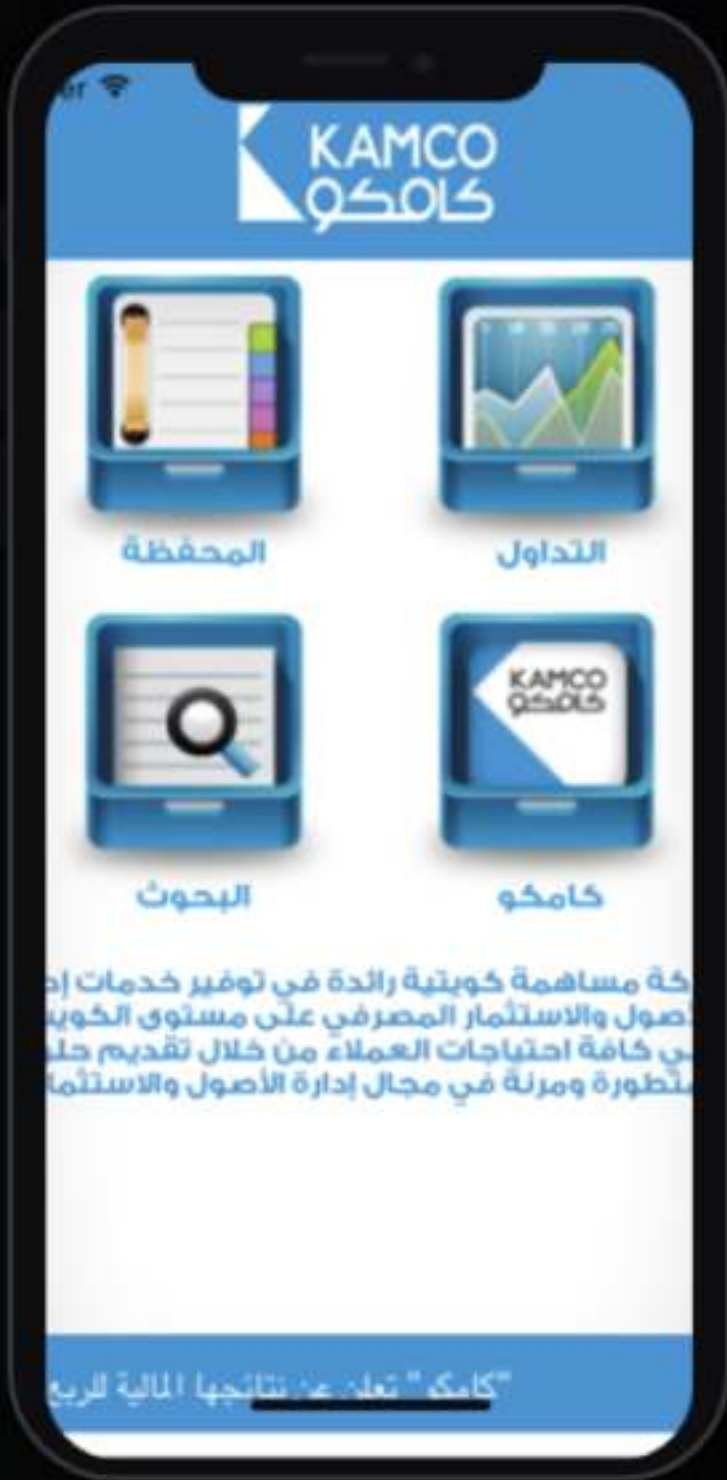 KAMCO
كامكو
التداول
المحفظة
KAMCO
كامكو
كامكو
البحوث
كة مساهمة كويتية رائدة في توفير خدمات إد
أصول والاستثمار المصرفي على مستوى الكويت
ي كافة احتياجات العملاء من خلال تقديم حلو
متطورة ومرنة في مجال إدارة الأصول والاستثما
"كامكو" تعلن عن نتائجها المالية للربع